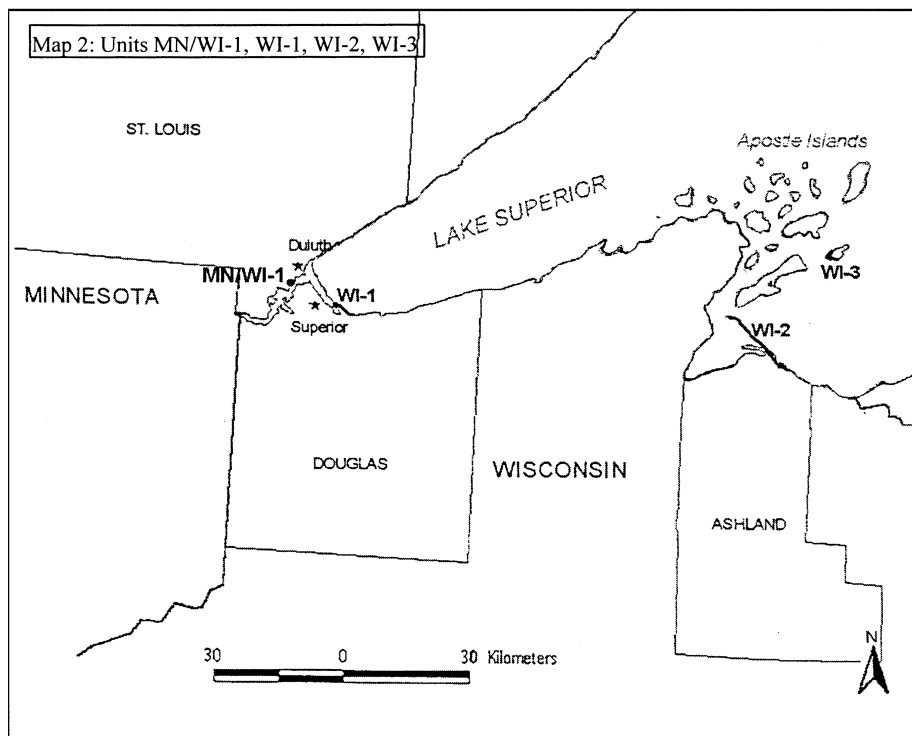 Map 2: Units MN/WI-1, WI-1, WI-2, WI-3
ST. LOUIS
Apostle Islands
LAKE SUPERIOR
Duluth
MN/WI-1
WI-3
MINNESOTA
WI-1
Superior
WI-2
DOUGLAS
WISCONSIN
ASHLAND
N
30 0 30 Kilometers